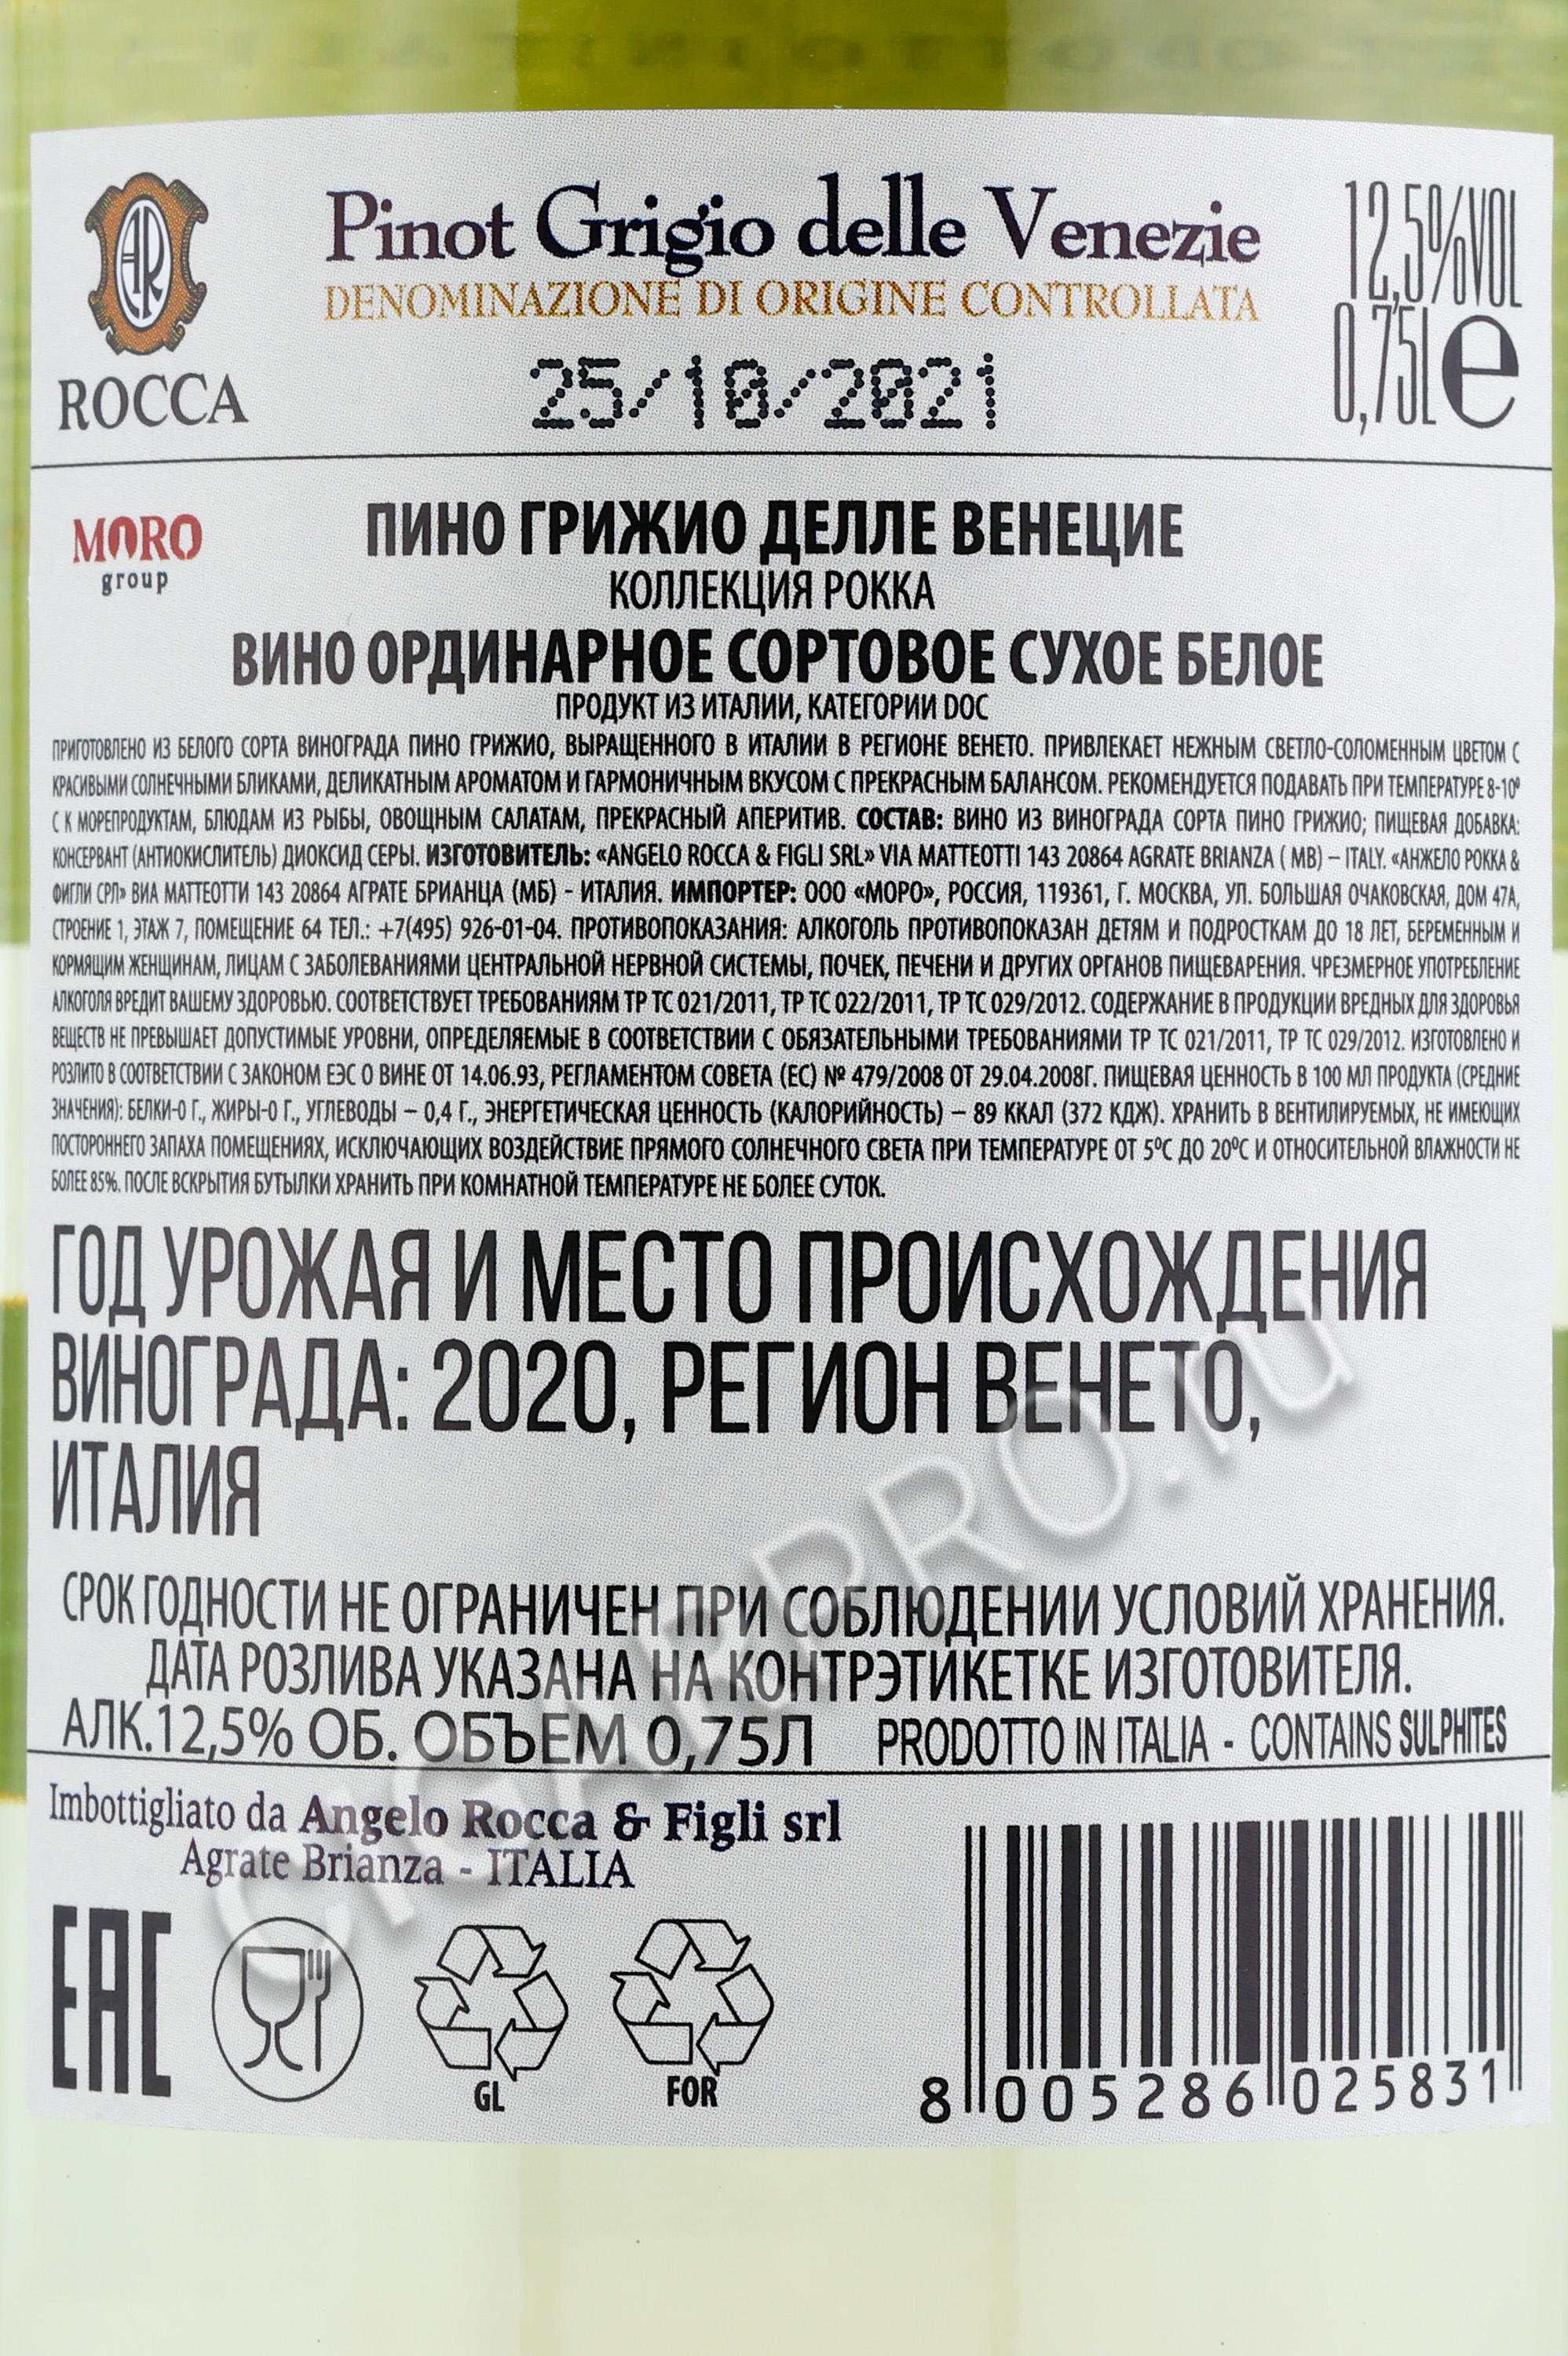 Pinot Grigio delle Venezie
DENOMINAZIONE DI ORIGINE CONTROLLATA
25/10/2021
AR
ROCCA
12,5%VOL
0,75L e
MORO
group
ПИНО ГРИЖИО ДЕЛЛЕ ВЕНЕЦИЕ
КОЛЛЕКЦИЯ РОККА
ВИНО ОРДИНАРНОЕ СОРТОВОЕ СУХОЕ БЕЛОЕ
ПРОДУКТ ИЗ ИТАЛИИ, КАТЕГОРИИ DOC
ПРИГОТОВЛЕНО ИЗ БЕЛОГО СОРТА ВИНОГРАДА ПИНО ГРИЖИО, ВЫРАЩЕННОГО В ИТАЛИИ В РЕГИОНЕ ВЕНЕТО. ПРИВЛЕКАЕТ НЕЖНЫМ СВЕТЛО-СОЛОМЕННЫМ ЦВЕТОМ С
КРАСИВЫМИ СОЛНЕЧНЫМИ БЛИКАМИ, ДЕЛИКАТНЫМ АРОМАТОМ И ГАРМОНИЧНЫМ ВКУСОМ С ПРЕКРАСНЫМ БАЛАНСОМ. РЕКОМЕНДУЕТСЯ ПОДАВАТЬ ПРИ ТЕМПЕРАТУРЕ 8-10º
С К МОРЕПРОДУКТАМ, БЛЮДАМ ИЗ РЫБЫ, ОВОЩНЫМ САЛАТАМ, ПРЕКРАСНЫЙ АПЕРИТИВ. СОСТАВ: ВИНО ИЗ ВИНОГРАДА СОРТА ПИНО ГРИЖИО; ПИЩЕВАЯ ДОБАВКА:
КОНСЕРВАНТ (АНТИОКИСЛИТЕЛЬ) ДИОКСИД СЕРЫ. ИЗГОТОВИТЕЛЬ: «ANGELO ROCCA & FIGLI SRL» VIA MATTEOTTI 143 20864 AGRATE BRIANZA ( MB) – ITALY. «АНЖЕЛО РОККА &
ФИГЛИ СРЛ» ВИА МАТТЕОТТИ 143 20864 АГРАТЕ БРИАНЦА (МБ) - ИТАЛИЯ. ИМПОРТЕР: ООО «МОРО», РОССИЯ, 119361, Г. МОСКВА, УЛ. БОЛЬШАЯ ОЧАКОВСКАЯ, ДОМ 47А,
СТРОЕНИЕ 1, ЭТАЖ 7, ПОМЕЩЕНИЕ 64 ТЕЛ.: +7(495) 926-01-04. ПРОТИВОПОКАЗАНИЯ: АЛКОГОЛЬ ПРОТИВОПОКАЗАН ДЕТЯМ И ПОДРОСТКАМ ДО 18 ЛЕТ, БЕРЕМЕННЫМ И
КОРМЯЩИМ ЖЕНЩИНАМ, ЛИЦАМ С ЗАБОЛЕВАНИЯМИ ЦЕНТРАЛЬНОЙ НЕРВНОЙ СИСТЕМЫ, ПОЧЕК, ПЕЧЕНИ И ДРУГИХ ОРГАНОВ ПИЩЕВАРЕНИЯ. ЧРЕЗМЕРНОЕ УПОТРЕБЛЕНИЕ
АЛКОГОЛЯ ВРЕДИТ ВАШЕМУ ЗДОРОВЬЮ. СООТВЕТСТВУЕТ ТРЕБОВАНИЯМ ТР ТС 021/2011, ТР ТС 022/2011, ТР ТС 029/2012. СОДЕРЖАНИЕ В ПРОДУКЦИИ ВРЕДНЫХ ДЛЯ ЗДОРОВЬЯ
ВЕЩЕСТВ НЕ ПРЕВЫШАЕТ ДОПУСТИМЫЕ УРОВНИ, ОПРЕДЕЛЯЕМЫЕ В СООТВЕТСТВИИ С ОБЯЗАТЕЛЬНЫМИ ТРЕБОВАНИЯМИ ТР ТС 021/2011, ТР ТС 029/2012. ИЗГОТОВЛЕНО И
РОЗЛИТО В СООТВЕТСТВИИ С ЗАКОНОМ ЕЭС О ВИНЕ ОТ 14.06.93, РЕГЛАМЕНТОМ СОВЕТА (ЕС) № 479/2008 ОТ 29.04.2008Г. ПИЩЕВАЯ ЦЕННОСТЬ В 100 МЛ ПРОДУКТА (СРЕДНИЕ
ЗНАЧЕНИЯ): БЕЛКИ-0 Г., ЖИРЫ-0 Г., УГЛЕВОДЫ – 0,4 Г., ЭНЕРГЕТИЧЕСКАЯ ЦЕННОСТЬ (КАЛОРИЙНОСТЬ) – 89 ККАЛ (372 КДЖ). ХРАНИТЬ В ВЕНТИЛИРУЕМЫХ, НЕ ИМЕЮЩИХ
ПОСТОРОННЕГО ЗАПАХА ПОМЕЩЕНИЯХ, ИСКЛЮЧАЮЩИХ ВОЗДЕЙСТВИЕ ПРЯМОГО СОЛНЕЧНОГО СВЕТА ПРИ ТЕМПЕРАТУРЕ ОТ 5ºС ДО 20ºС И ОТНОСИТЕЛЬНОЙ ВЛАЖНОСТИ НЕ
БОЛЕЕ 85%. ПОСЛЕ ВСКРЫТИЯ БУТЫЛКИ ХРАНИТЬ ПРИ КОМНАТНОЙ ТЕМПЕРАТУРЕ НЕ БОЛЕЕ СУТОК.
ГОД УРОЖАЯ И МЕСТО ПРОИСХОЖДЕНИЯ
ВИНОГРАДА: 2020, РЕГИОН ВЕНЕТО,
ИТАЛИЯ
СРОК ГОДНОСТИ НЕ ОГРАНИЧЕН ПРИ СОБЛЮДЕНИИ УСЛОВИЙ ХРАНЕНИЯ.
ДАТА РОЗЛИВА УКАЗАНА НА КОНТРЭТИКЕТКЕ ИЗГОТОВИТЕЛЯ.
АЛК.12,5% ОБ. ОБЪЕМ 0,75Л PRODOTTO IN ITALIA - CONTAINS SULPHITES
Imbottigliato da Angelo Rocca & Figli srl
Agrate Brianza - ITALIA
EAC
GL
FOR
8 005286 025831
CIGARPRO.ru